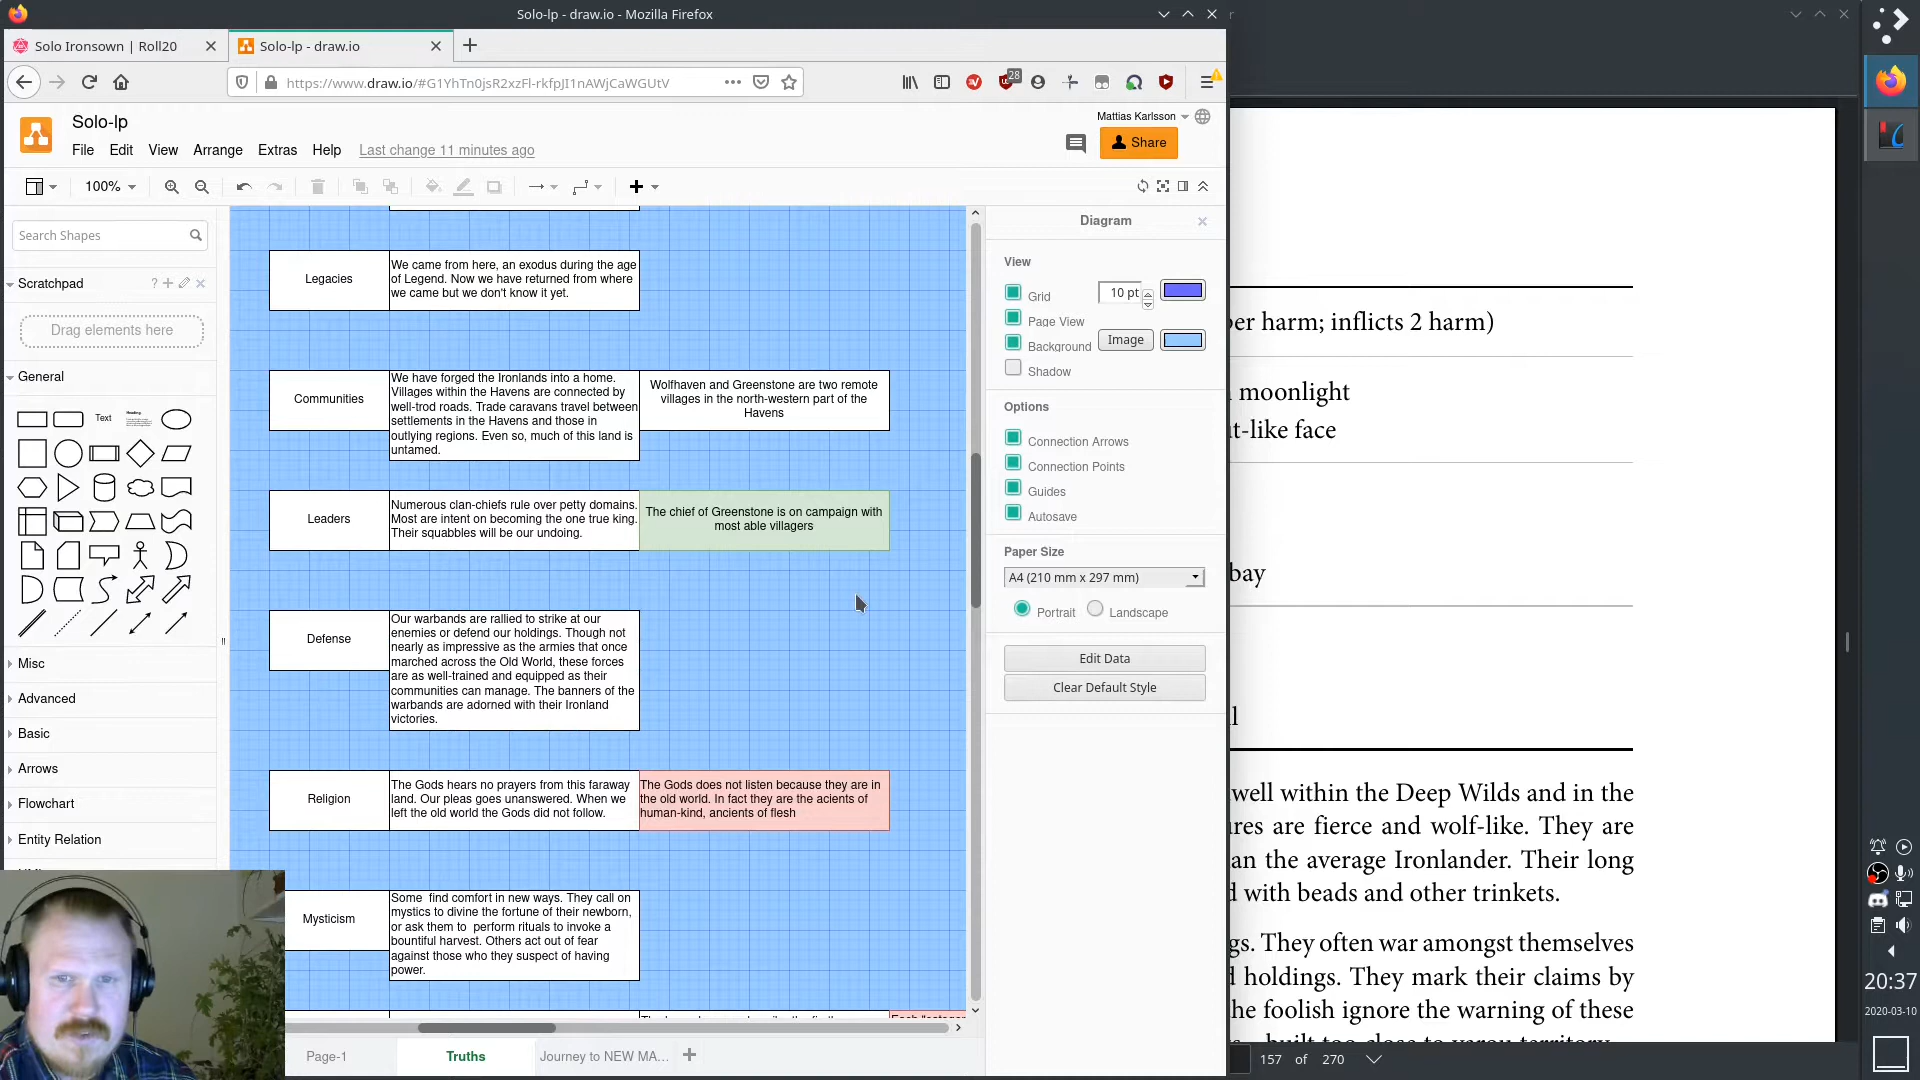 Solo-lp - draw.io - Mozilla Firefox
Solo Ironsown | Roll20
Solo-lp - draw.io
https://www.draw.io/#G1YhTn0jsR2xzFl-rkfpJI1nAWjCaWGUtV
28
Solo-lp
Mattias Karlsson
Share
File Edit View Arrange Extras Help Last change 11 minutes ago
100%
Search Shapes
Scratchpad
?
Drag elements here
General
Text
Heading
Misc
Advanced
Basic
Arrows
Flowchart
Entity Relation
Legacies
We came from here, an exodus during the age
of Legend. Now we have returned from where
we came but we don't know it yet.
Communities
We have forged the Ironlands into a home.
Villages within the Havens are connected by
well-trod roads. Trade caravans travel between
settlements in the Havens and those in
outlying regions. Even so, much of this land is
untamed.
Wolfhaven and Greenstone are two remote
villages in the north-western part of the
Havens
Leaders
Numerous clan-chiefs rule over petty domains.
Most are intent on becoming the one true king.
Their squabbles will be our undoing.
The chief of Greenstone is on campaign with
most able villagers
Defense
Our warbands are rallied to strike at our
enemies or defend our holdings. Though not
nearly as impressive as the armies that once
marched across the Old World, these forces
are as well-trained and equipped as their
communities can manage. The banners of the
warbands are adorned with their Ironland
victories.
Religion
The Gods hears no prayers from this faraway
land. Our pleas goes unanswered. When we
left the old world the Gods did not follow.
The Gods does not listen because they are in
the old world. In fact they are the acients of
human-kind, ancients of flesh
Mysticism
Some find comfort in new ways. They call on
mystics to divine the fortune of their newborn,
or ask them to perform rituals to invoke a
bountiful harvest. Others act out of fear
against those who they suspect of having
power.
Page-1
Truths
Journey to NEW MA...
Diagram
View
Grid
10 pt
Page View
Background
Image
Shadow
Options
Connection Arrows
Connection Points
Guides
Autosave
Paper Size
A4 (210 mm x 297 mm)
Portrait
Landscape
Edit Data
Clear Default Style
er harm; inflicts 2 harm)
moonlight
t-like face
bay
l
well within the Deep Wilds and in the
res are fierce and wolf-like. They are
an the average Ironlander. Their long
d with beads and other trinkets.
gs. They often war amongst themselves
d holdings. They mark their claims by
he foolish ignore the warning of these
built too close to varou territory
157 of 270
20:37
2020-03-10